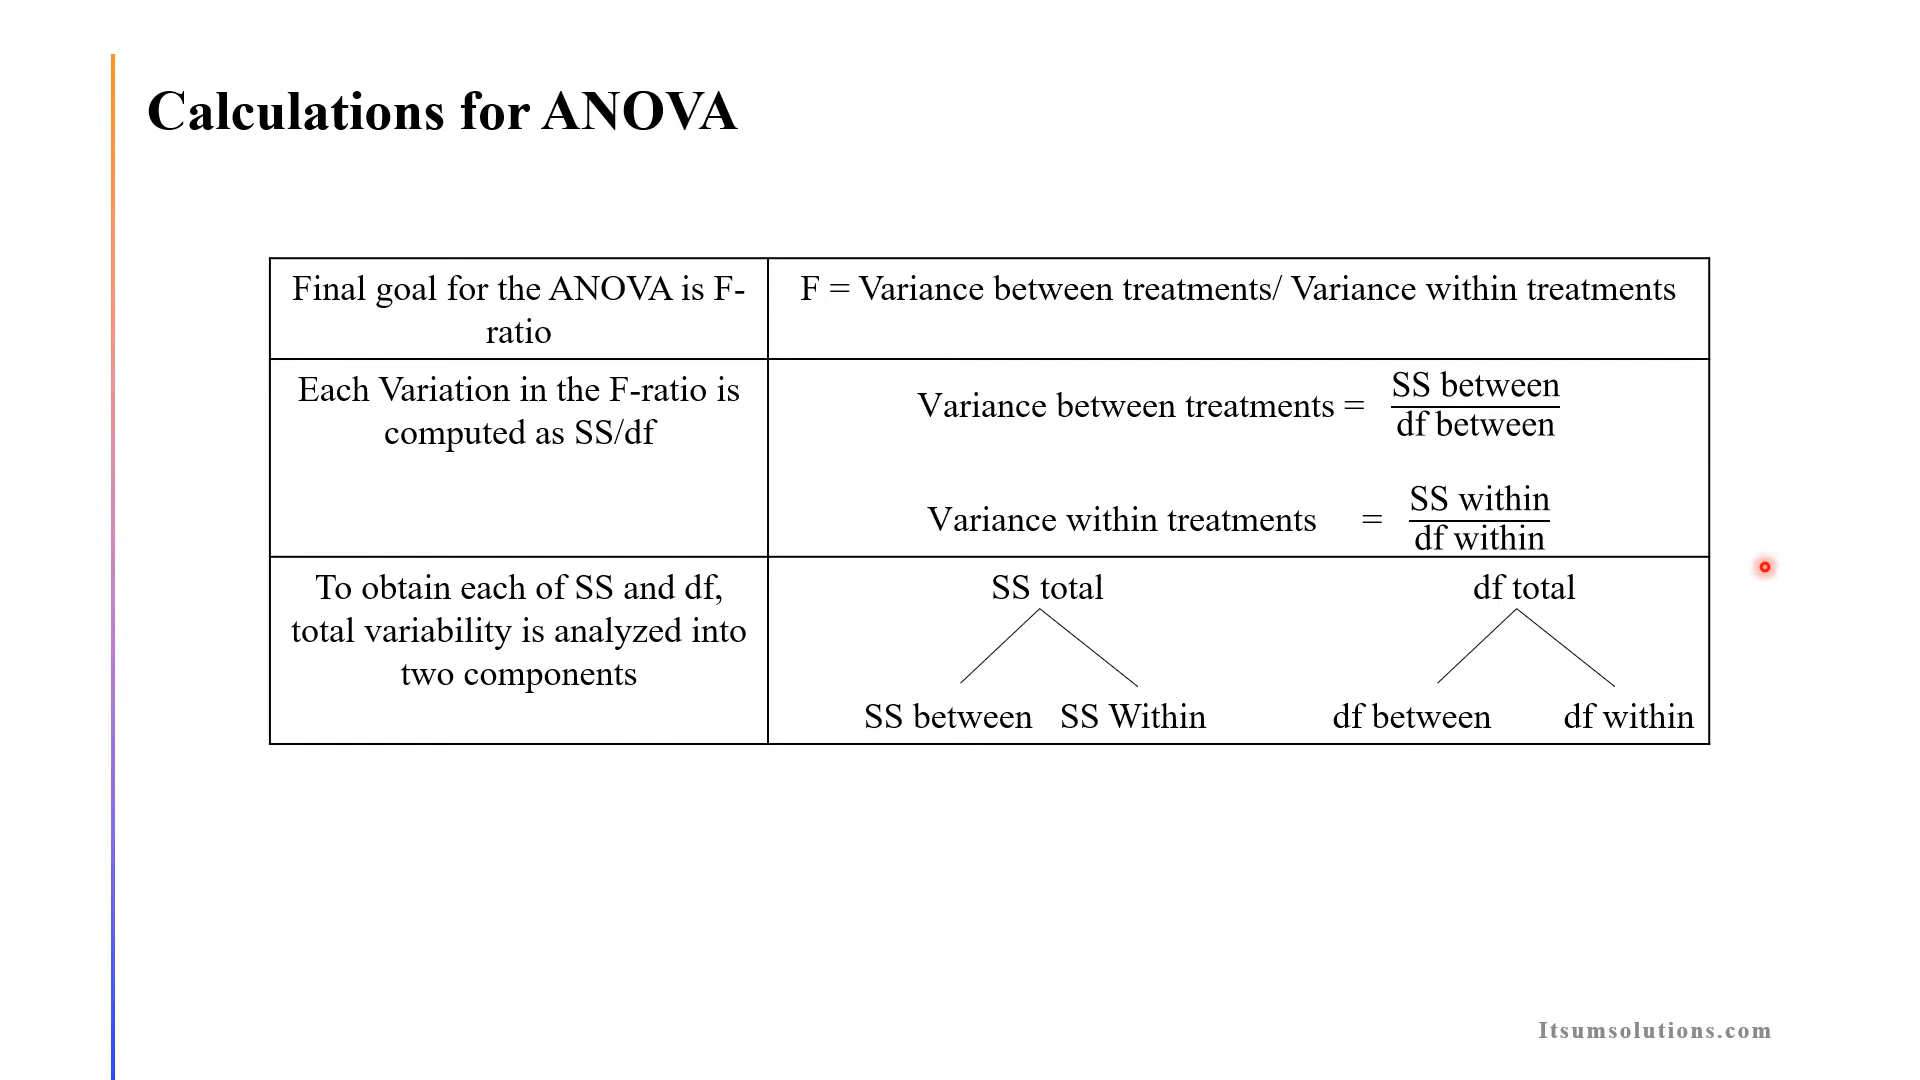 Calculations for ANOVA
Final goal for the ANOVA is F-
ratio
F = Variance between treatments/ Variance within treatments
Each Variation in the F-ratio is
computed as SS/df
Variance between treatments = SS between
df between
Variance within treatments = SS within
df within
To obtain each of SS and df,
total variability is analyzed into
two components
SS total df total
SS between SS Within df between df within
Itsumsolutions.com